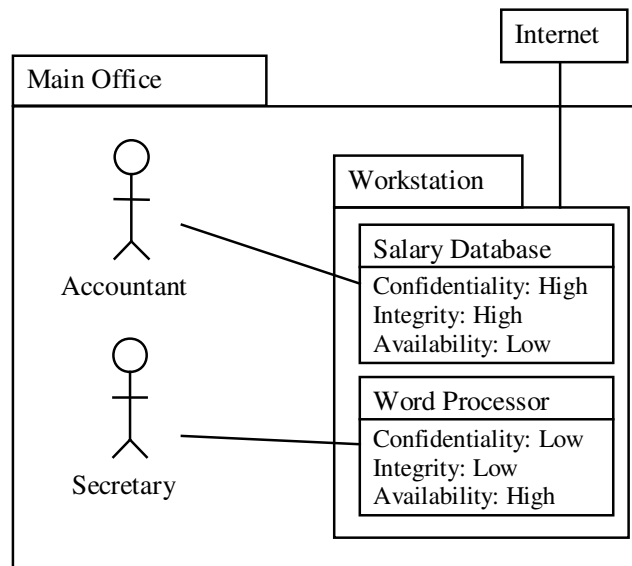 Internet
Main Office
Workstation
Salary Database
Confidentiality: High
Integrity: High
Availability: Low
Accountant
Word Processor
Confidentiality: Low
Integrity: Low
Availability: High
Secretary